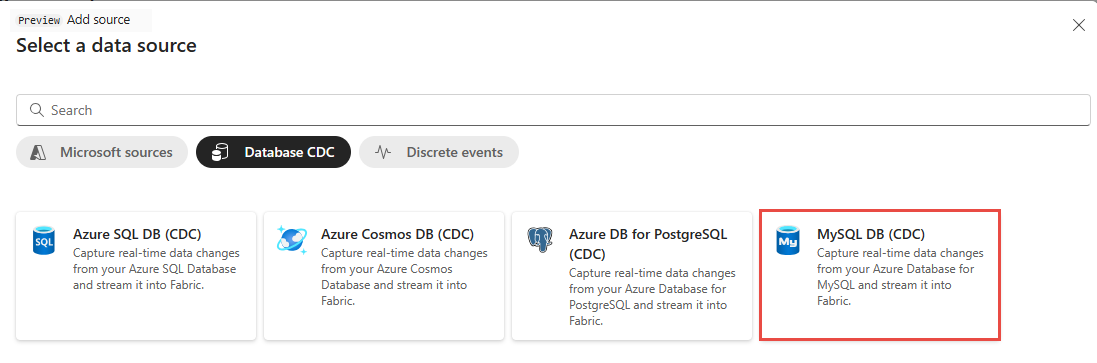 Preview Add source
Select a data source
Search
Microsoft sources
Database CDC
Discrete events
SQL
Azure SQL DB (CDC)
Capture real-time data changes
from your Azure SQL Database
and stream it into Fabric.
Azure Cosmos DB (CDC)
Capture real-time data changes
from your Azure Cosmos
Database and stream it into
Fabric.
Azure DB for PostgreSQL
(CDC)
Capture real-time data changes
from your Azure Database for
PostgreSQL and stream it into
Fabric.
My
MySQL DB (CDC)
Capture real-time data changes
from your Azure Database for
MySQL and stream it into
Fabric.